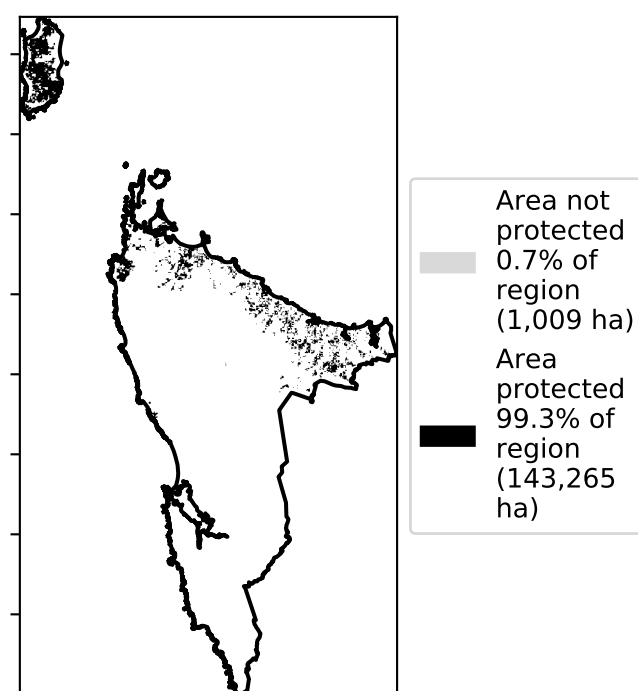 Area not
protected
0.7% of
region
(1,009 ha)
Area
protected
99.3% of
region
(143,265
ha)